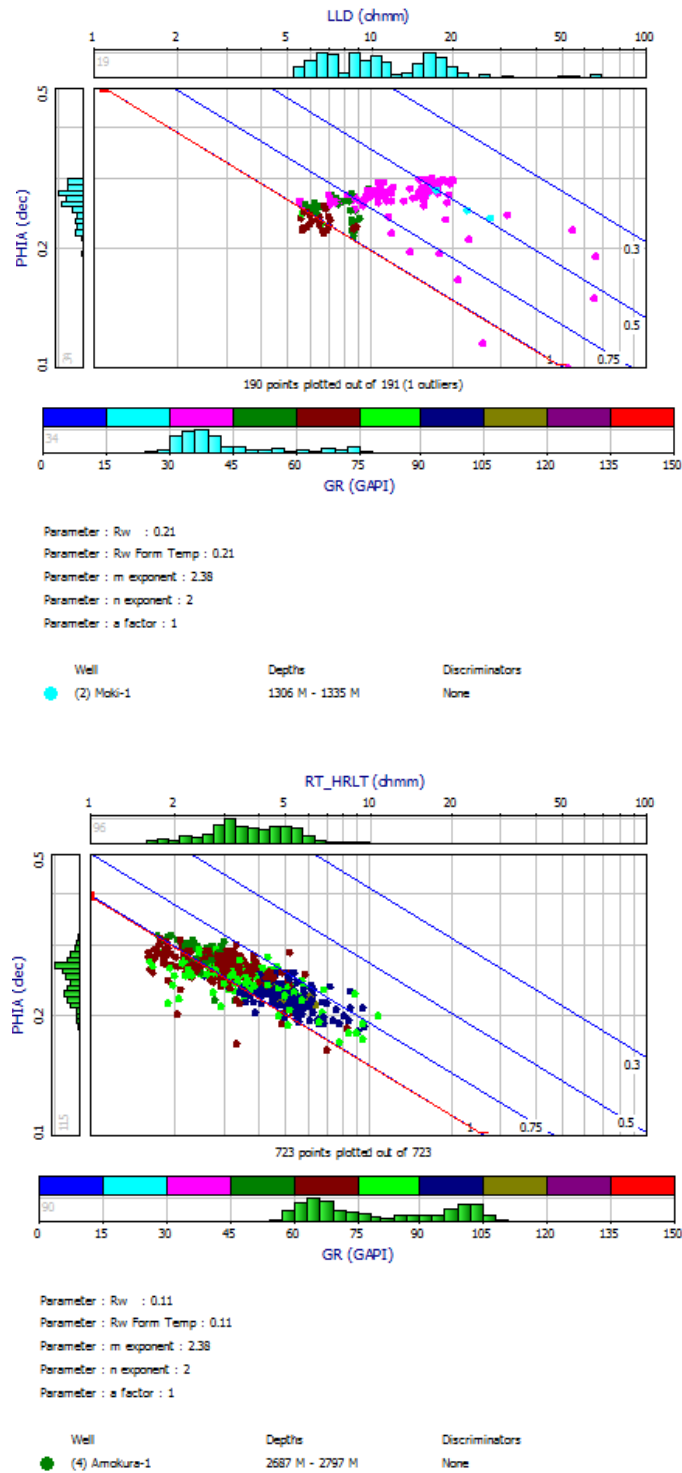 LLD (ohmm)
1 2 5 10 20 50 100
19
0.5
PHIA (dec)
0.2
0.1
0.3
0.5
0.75
1
190 points plotted out of 191 (1 outliers)
34
0 15 30 45 60 75 90 105 120 135 150
GR (GAPI)
Parameter : Rw : 0.21
Parameter : Rw Form Temp : 0.21
Parameter : m exponent : 2.38
Parameter : n exponent : 2
Parameter : a factor : 1
Well Depths Discriminators
(2) Moki-1 1306 M - 1335 M None
RT_HRLT (ohmm)
1 2 5 10 20 50 100
96
0.5
PHIA (dec)
0.2
0.1
115
0.3
0.5
0.75
1
723 points plotted out of 723
90
0 15 30 45 60 75 90 105 120 135 150
GR (GAPI)
Parameter : Rw : 0.11
Parameter : Rw Form Temp : 0.11
Parameter : m exponent : 2.38
Parameter : n exponent : 2
Parameter : a factor : 1
Well Depths Discriminators
(4) Amokura-1 2687 M - 2797 M None